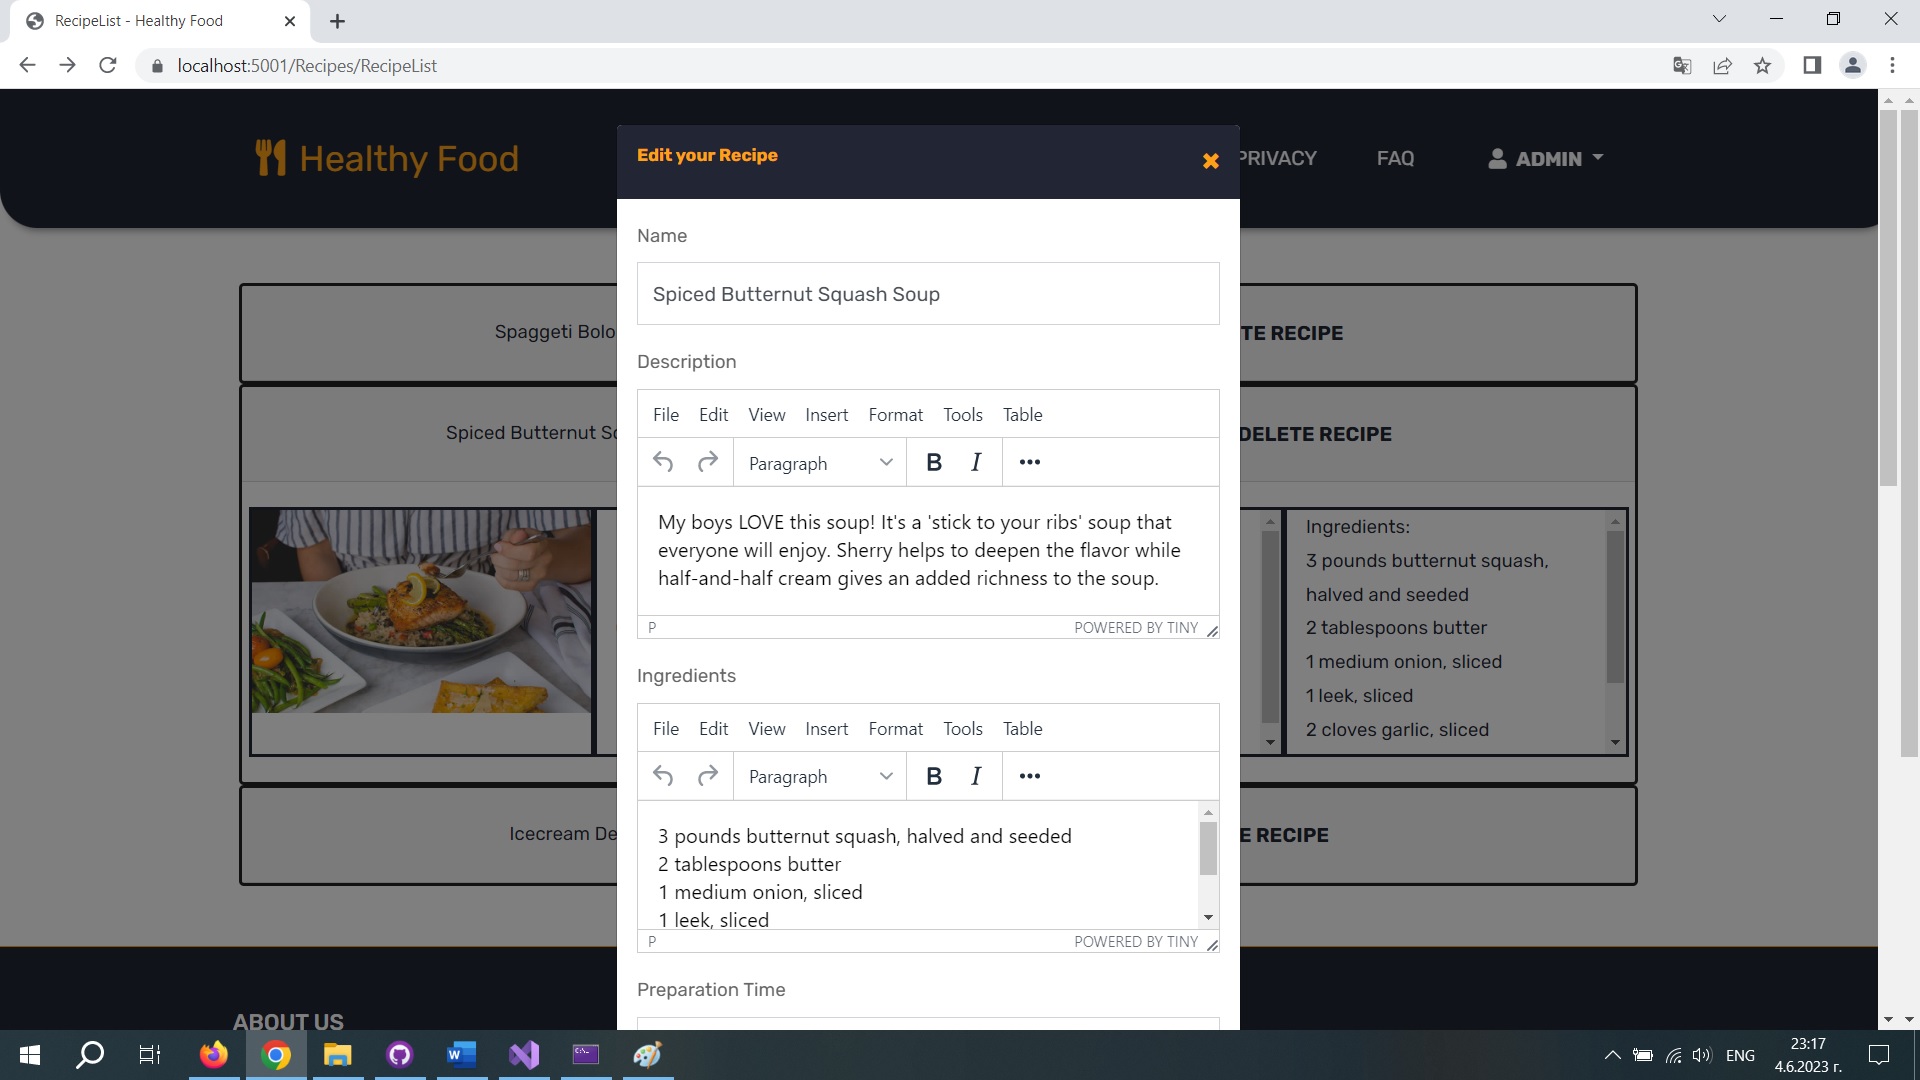 RecipeList - Healthy Food
localhost:5001/Recipes/RecipeList
Healthy Food
PRIVACY
FAQ
ADMIN
Edit your Recipe
Name
Spiced Butternut Squash Soup
Description
File Edit View Insert Format Tools Table
Paragraph B I
My boys LOVE this soup! It's a 'stick to your ribs' soup that
everyone will enjoy. Sherry helps to deepen the flavor while
half-and-half cream gives an added richness to the soup.
P POWERED BY TINY
Ingredients
File Edit View Insert Format Tools Table
Paragraph B I
3 pounds butternut squash, halved and seeded
2 tablespoons butter
1 medium onion, sliced
1 leek, sliced
P POWERED BY TINY
Preparation Time
Spaggeti Bolo
TE RECIPE
Spiced Butternut So
DELETE RECIPE
Ingredients:
3 pounds butternut squash,
halved and seeded
2 tablespoons butter
1 medium onion, sliced
1 leek, sliced
2 cloves garlic, sliced
Icecream De
E RECIPE
ABOUT US
ENG
23:17
4.6.2023 г.